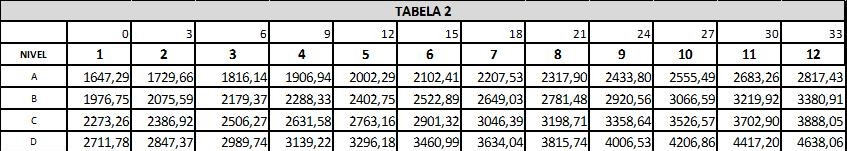 TABELA 2
0 3 6 9 12 15 18 21 24 27 30 33
NIVEL 1 2 3 4 5 6 7 8 9 10 11 12
A 1647,29 1729,66 1816,14 1906,94 2002,29 2102,41 2207,53 2317,90 2433,80 2555,49 2683,26 2817,43
B 1976,75 2075,59 2179,37 2288,33 2402,75 2522,89 2649,03 2781,48 2920,56 3066,59 3219,92 3380,91
C 2273,26 2386,92 2506,27 2631,58 2763,16 2901,32 3046,39 3198,71 3358,64 3526,57 3702,90 3888,05
D 2711,78 2847,37 2989,74 3139,22 3296,18 3460,99 3634,04 3815,74 4006,53 4206,86 4417,20 4638,06